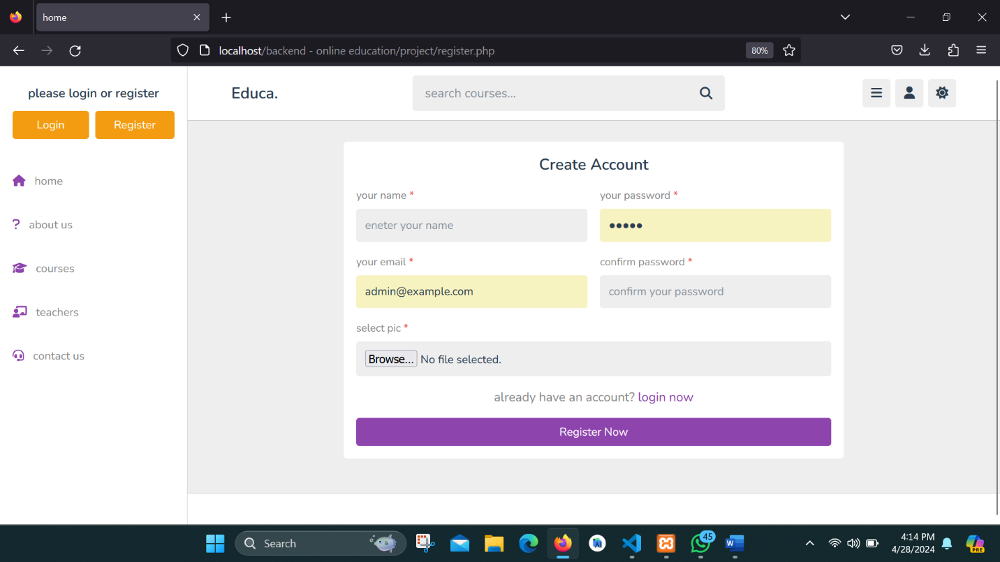 home
localhost/backend - online education/project/register.php
80%
please login or register
Login
Register
home
about us
courses
teachers
contact us
Educa.
search courses...
Create Account
your name *
eneter your name
your password *
●●●●●
your email *
admin@example.com
confirm password *
confirm your password
select pic *
Browse... No file selected.
already have an account? login now
Register Now
Search
45
4:14 PM
4/28/2024
PRE